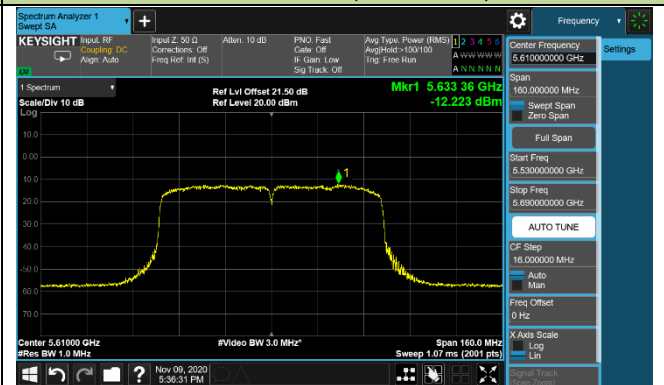 Spectrum Analyzer 1
Swept SA
+
Frequency
KEYSIGHT
Input: RF
Coupling: DC
Align: Auto
Input Z: 50 Ω
Corrections: Off
Freq Ref: Int (S)
Atten: 10 dB
PNO: Fast
Gate: Off
IF Gain: Low
Sig Track: Off
Avg Type: Power (RMS)
Avg|Hold:>100/100
Trig: Free Run
1 2 3 4 5 6
A W W W W W
A N N N N N
LXI
1 Spectrum
Scale/Div 10 dB
Log
Ref Lvl Offset 21.50 dB
Ref Level 20.00 dBm
Mkr1 5.633 36 GHz
-12.223 dBm
10.0
0.00
-10.0
-20.0
-30.0
-40.0
-50.0
-60.0
-70.0
1
Center 5.61000 GHz
#Res BW 1.0 MHz
#Video BW 3.0 MHz*
Span 160.0 MHz
Sweep 1.07 ms (2001 pts)
Center Frequency
5.610000000 GHz
Settings
Span
160.000000 MHz
Swept Span
Zero Span
Full Span
Start Freq
5.530000000 GHz
Stop Freq
5.690000000 GHz
AUTO TUNE
CF Step
16.000000 MHz
Auto
Man
Freq Offset
0 Hz
X Axis Scale
Log
Lin
Signal Track
(Span Zoom)
?
Nov 09, 2020
5:36:31 PM